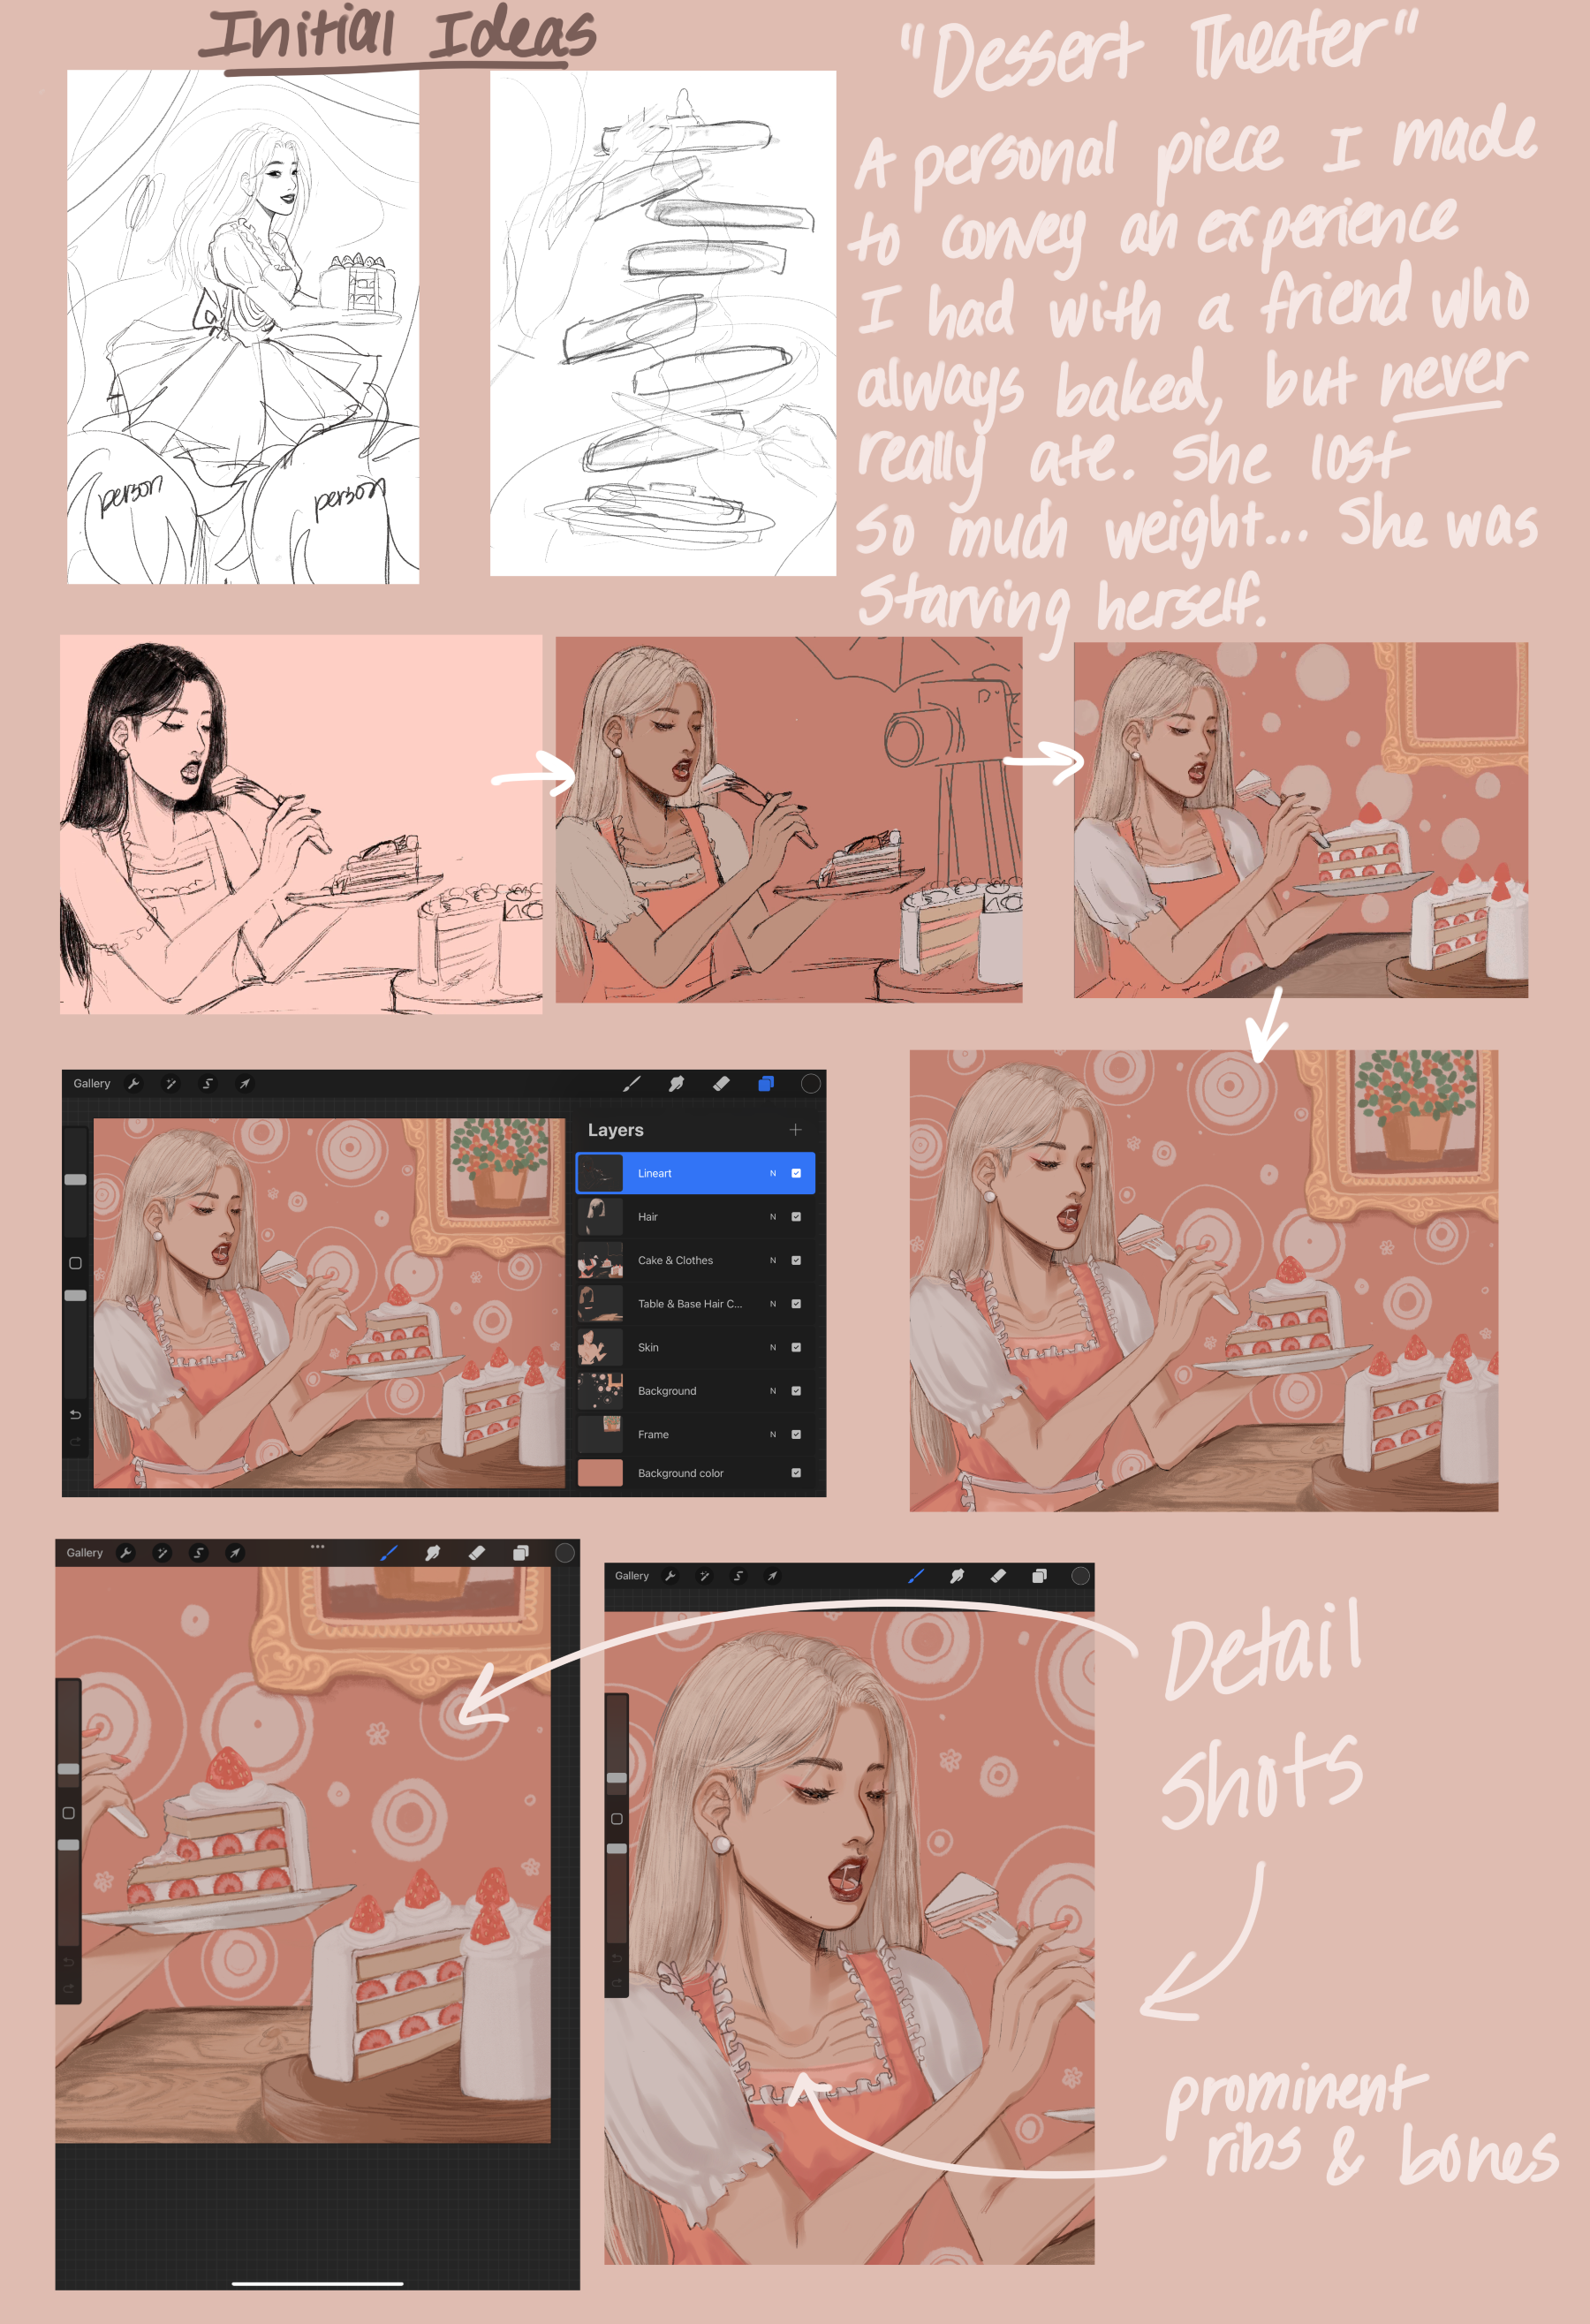 Initial Ideas
"Dessert Theater"
A personal piece I made
to convey an experience
I had with a friend who
always baked, but never
really ate. She lost
So much weight... She was
Starving herself.
person
person
Gallery
Layers
Lineart N
Hair N
Cake & Clothes N
Table & Base Hair C... N
Skin N
Background N
Frame N
Background color
Gallery
Gallery
Detail
Shots
prominent
ribs & bones